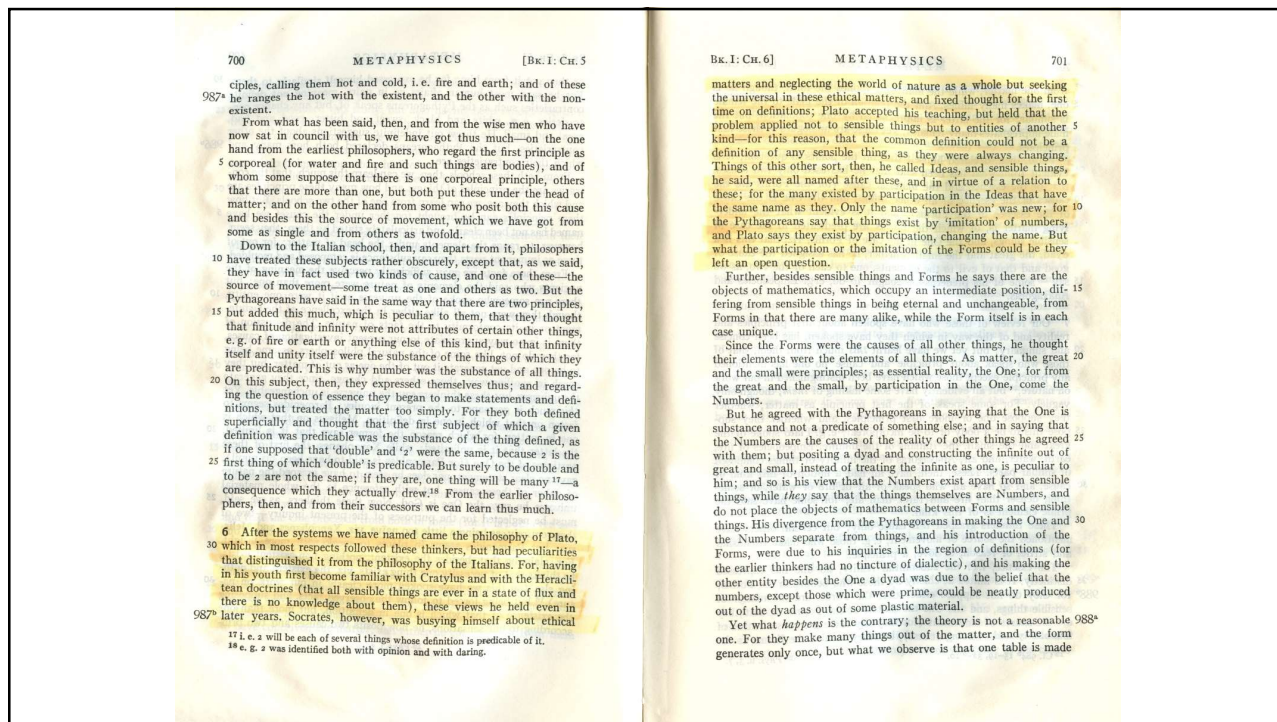 700 METAPHYSICS [BK. I: CH. 5
ciples, calling them hot and cold, i. e. fire and earth; and of these
987ᵃ he ranges the hot with the existent, and the other with the non-
existent.
From what has been said, then, and from the wise men who have
now sat in council with us, we have got thus much—on the one
hand from the earliest philosophers, who regard the first principle as
5 corporeal (for water and fire and such things are bodies), and of
whom some suppose that there is one corporeal principle, others
that there are more than one, but both put these under the head of
matter; and on the other hand from some who posit both this cause
and besides this the source of movement, which we have got from
some as single and from others as twofold.
Down to the Italian school, then, and apart from it, philosophers
10 have treated these subjects rather obscurely, except that, as we said,
they have in fact used two kinds of cause, and one of these—the
source of movement—some treat as one and others as two. But the
Pythagoreans have said in the same way that there are two principles,
15 but added this much, which is peculiar to them, that they thought
that finitude and infinity were not attributes of certain other things,
e. g. of fire or earth or anything else of this kind, but that infinity
itself and unity itself were the substance of the things of which they
are predicated. This is why number was the substance of all things.
20 On this subject, then, they expressed themselves thus; and regard-
ing the question of essence they began to make statements and defi-
nitions, but treated the matter too simply. For they both defined
superficially and thought that the first subject of which a given
definition was predicable was the substance of the thing defined, as
if one supposed that 'double' and '2' were the same, because 2 is the
25 first thing of which 'double' is predicable. But surely to be double and
to be 2 are not the same; if they are, one thing will be many ¹⁷—a
consequence which they actually drew.¹⁸ From the earlier philoso-
phers, then, and from their successors we can learn thus much.
6 After the systems we have named came the philosophy of Plato,
30 which in most respects followed these thinkers, but had peculiarities
that distinguished it from the philosophy of the Italians. For, having
in his youth first become familiar with Cratylus and with the Heracli-
tean doctrines (that all sensible things are ever in a state of flux and
there is no knowledge about them), these views he held even in
987ᵇ later years. Socrates, however, was busying himself about ethical
¹⁷ i. e. 2 will be each of several things whose definition is predicable of it.
¹⁸ e. g. 2 was identified both with opinion and with daring.
BK. I: CH. 6] METAPHYSICS 701
matters and neglecting the world of nature as a whole but seeking
the universal in these ethical matters, and fixed thought for the first
time on definitions; Plato accepted his teaching, but held that the
problem applied not to sensible things but to entities of another 5
kind—for this reason, that the common definition could not be a
definition of any sensible thing, as they were always changing.
Things of this other sort, then, he called Ideas, and sensible things,
he said, were all named after these, and in virtue of a relation to
these; for the many existed by participation in the Ideas that have
the same name as they. Only the name 'participation' was new; for 10
the Pythagoreans say that things exist by 'imitation' of numbers,
and Plato says they exist by participation, changing the name. But
what the participation or the imitation of the Forms could be they
left an open question.
Further, besides sensible things and Forms he says there are the
objects of mathematics, which occupy an intermediate position, dif- 15
fering from sensible things in being eternal and unchangeable, from
Forms in that there are many alike, while the Form itself is in each
case unique.
Since the Forms were the causes of all other things, he thought
their elements were the elements of all things. As matter, the great 20
and the small were principles; as essential reality, the One; for from
the great and the small, by participation in the One, come the
Numbers.
But he agreed with the Pythagoreans in saying that the One is
substance and not a predicate of something else; and in saying that
the Numbers are the causes of the reality of other things he agreed 25
with them; but positing a dyad and constructing the infinite out of
great and small, instead of treating the infinite as one, is peculiar to
him; and so is his view that the Numbers exist apart from sensible
things, while they say that the things themselves are Numbers, and
do not place the objects of mathematics between Forms and sensible
things. His divergence from the Pythagoreans in making the One and 30
the Numbers separate from things, and his introduction of the
Forms, were due to his inquiries in the region of definitions (for
the earlier thinkers had no tincture of dialectic), and his making the
other entity besides the One a dyad was due to the belief that the
numbers, except those which were prime, could be neatly produced
out of the dyad as out of some plastic material.
Yet what happens is the contrary; the theory is not a reasonable 988ᵃ
one. For they make many things out of the matter, and the form
generates only once, but what we observe is that one table is made